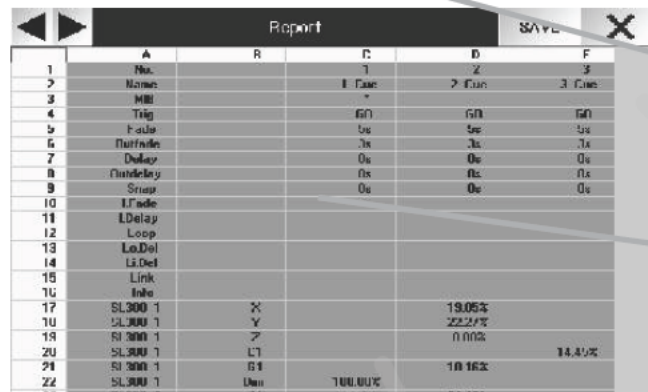 Report SAVE
A B C D E
1 No. 1 2 3
2 Name 1 Cue 2 Cue 3 Cue
3 MIB *
4 Trig GO GO GO
5 Fade 5s 5s 5s
6 Outfade 3s 3s 3s
7 Delay 0s 0s 0s
8 Outdelay 0s 0s 0s
9 Snap 0s 0s 0s
10 I.Fade
11 I.Delay
12 Loop
13 Lo.Del
14 Li.Del
15 Link
16 Info
17 SL300 1 X 19.05%
18 SL300 1 Y 22.27%
19 SL300 1 Z 0.00%
20 SL300 1 C1 14.45%
21 SL300 1 G1 10.16%
22 SL300 1 Dim 100.00%